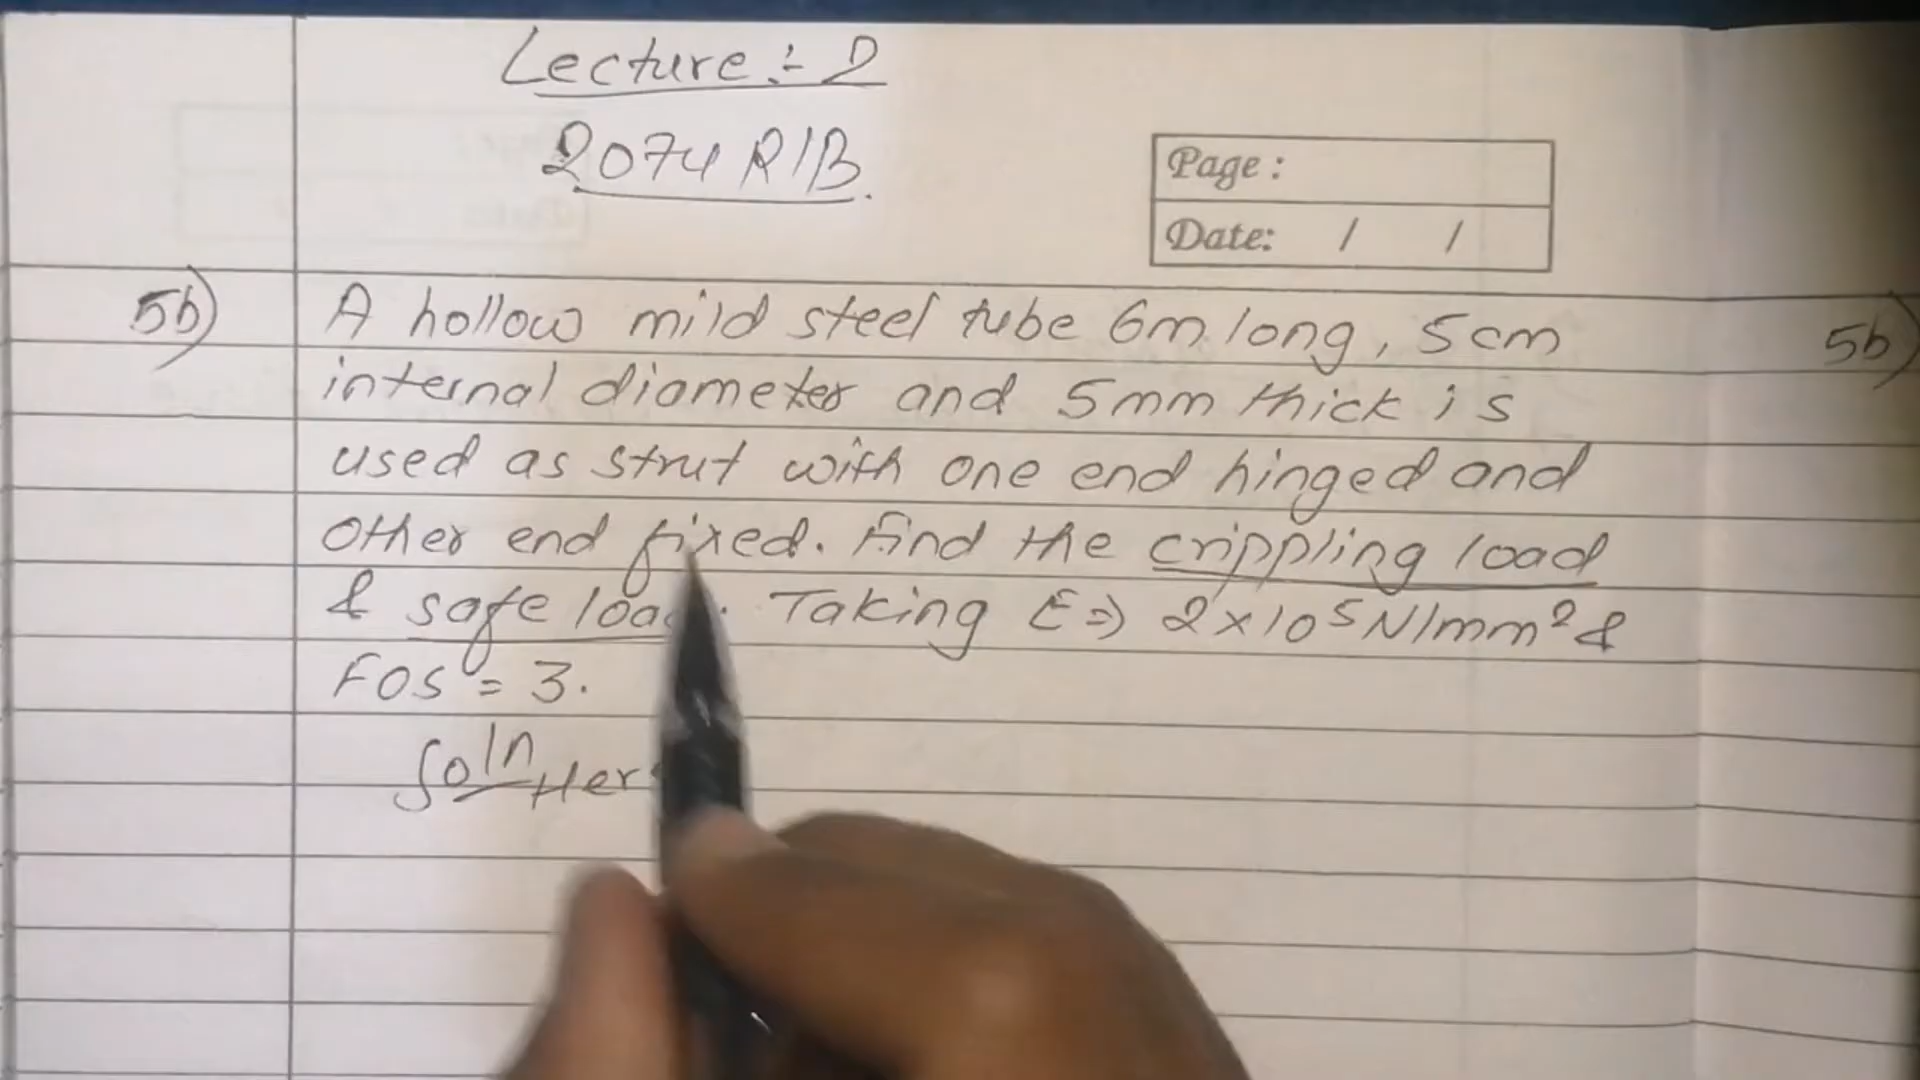 Lecture :- 2
2074 R/B.
Page :
Date: / /
5b) A hollow mild steel tube 6m long, 5cm
internal diameter and 5mm thick is
used as strut with one end hinged and
other end fixed. Find the crippling load
& safe load. Taking E => 2x10⁵N/mm² &
FOS = 3.
Soln Her
5b)